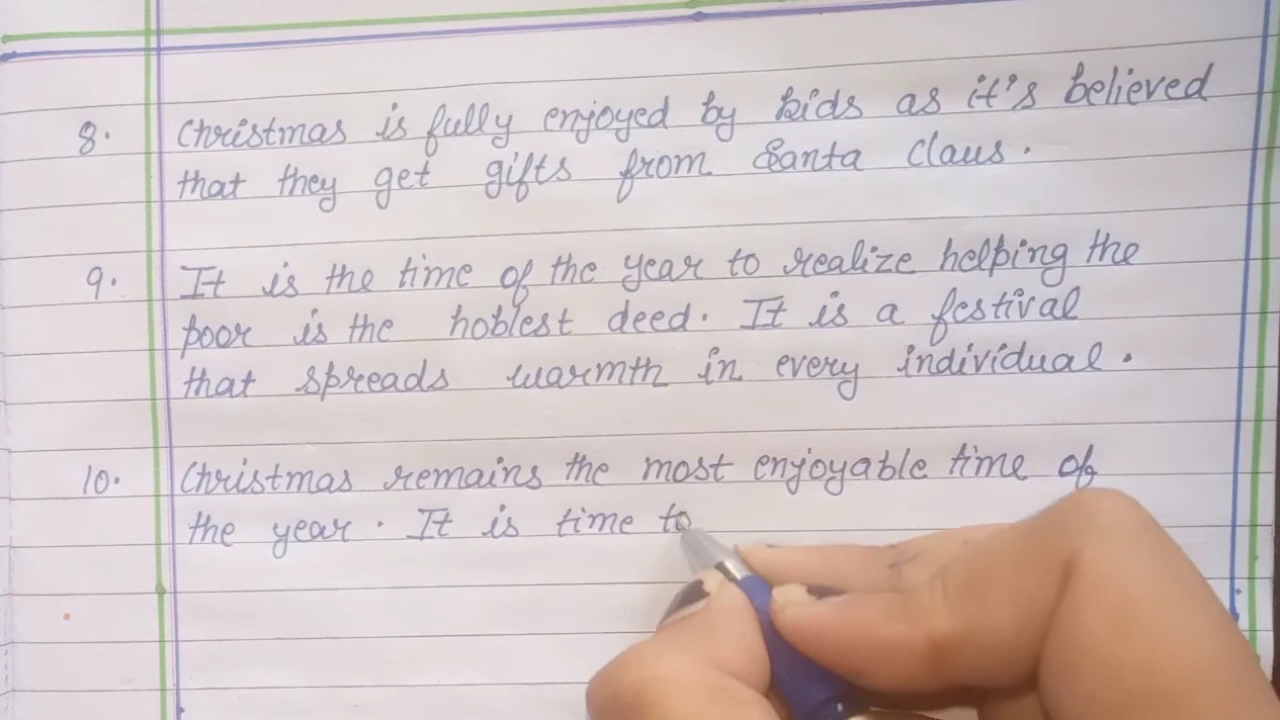 8. Christmas is fully enjoyed by kids as it's believed
that they get gifts from Santa Claus.
9. It is the time of the year to realize helping the
poor is the noblest deed. It is a festival
that spreads warmth in every individual.
10. Christmas remains the most enjoyable time of
the year. It is time to